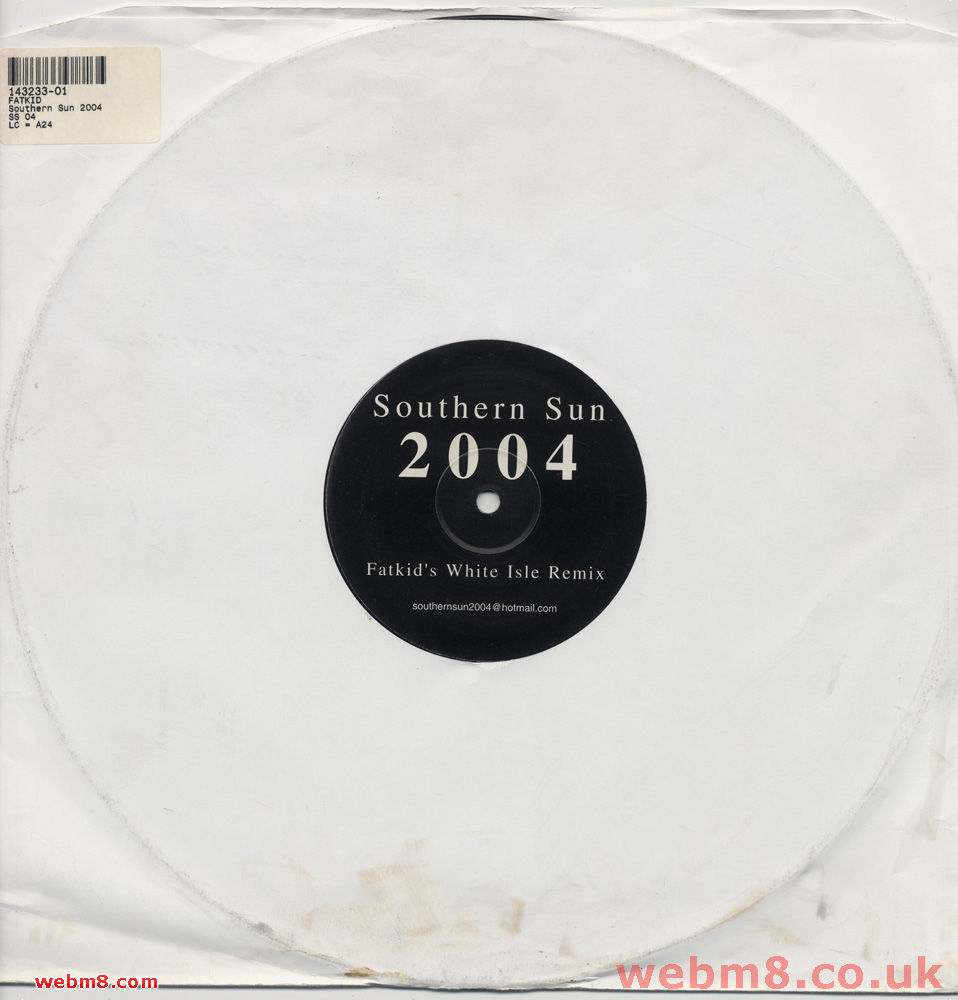 143233-01
FATKID
Southern Sun 2004
SS 04
LC = A24
Southern Sun
2004
Fatkid's White Isle Remix
southernsun2004@hotmail.com
webm8.com
webm8.co.uk